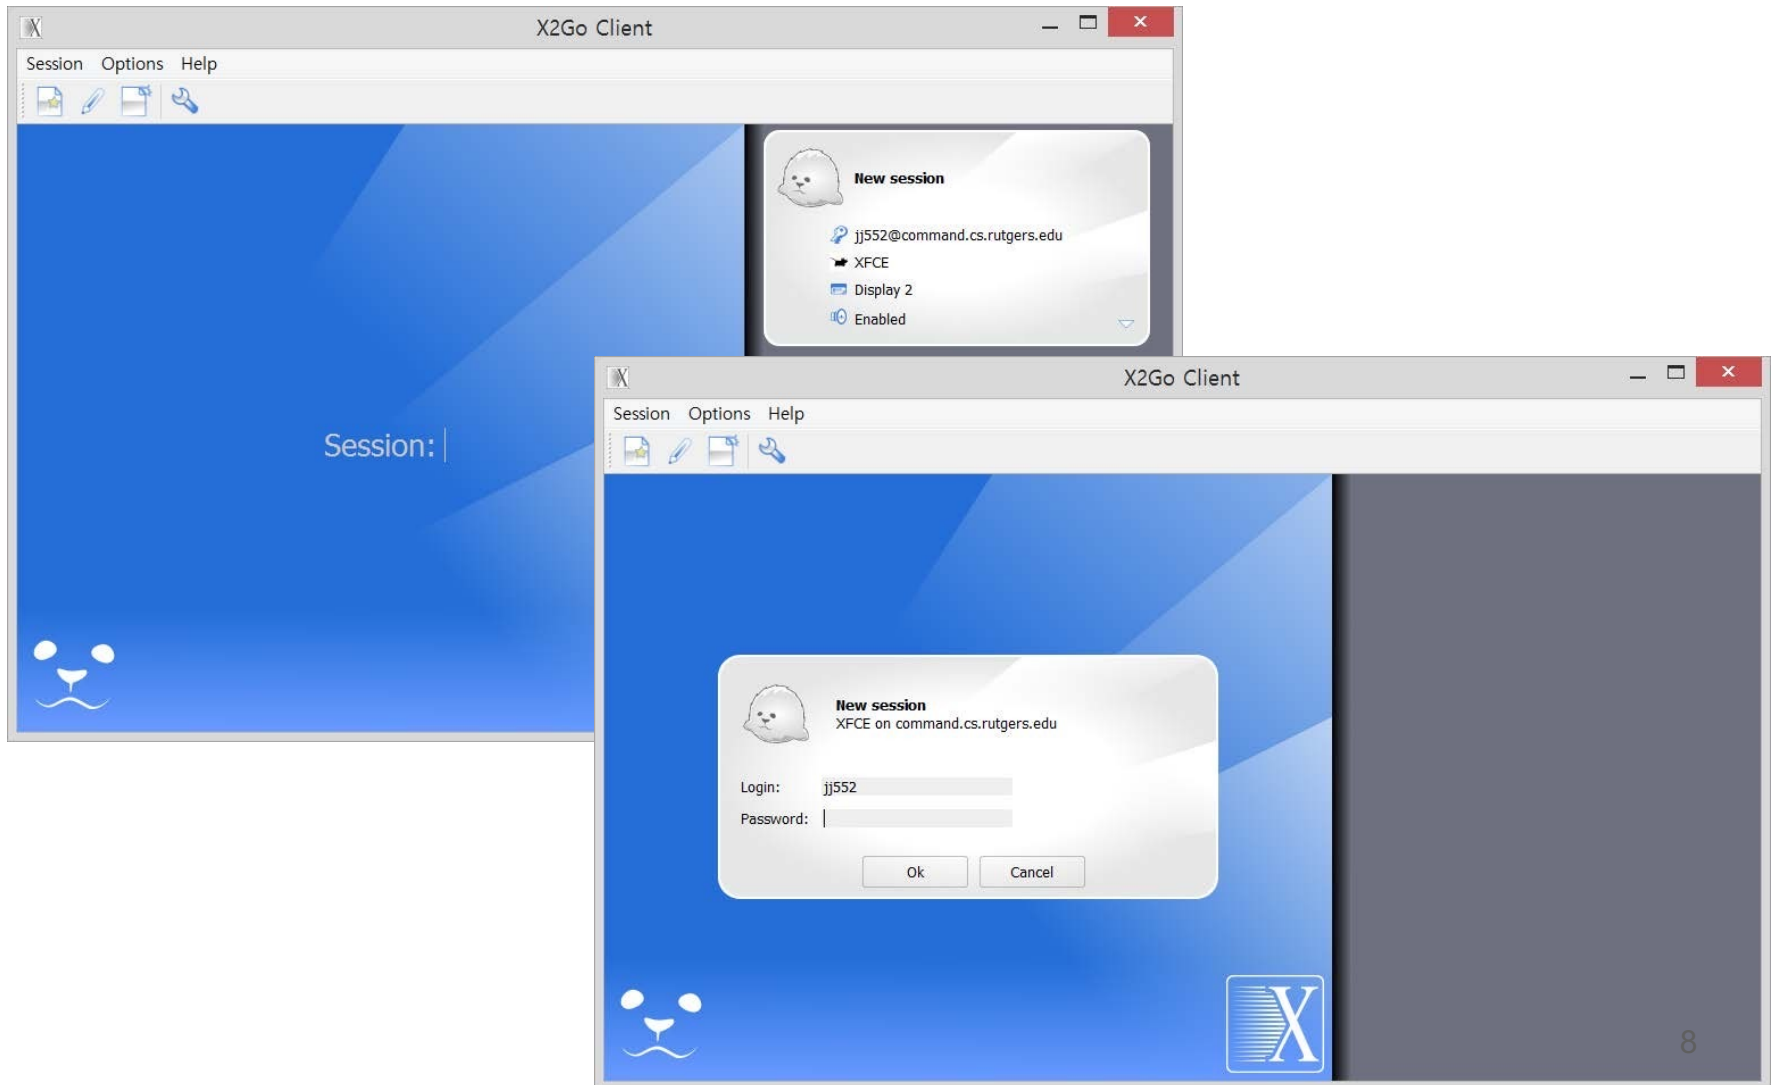 X2Go Client
Session Options Help
New session
jj552@command.cs.rutgers.edu
XFCE
Display 2
Enabled
Session:
X2Go Client
Session Options Help
New session
XFCE on command.cs.rutgers.edu
Login: jj552
Password:
Ok Cancel
X
8